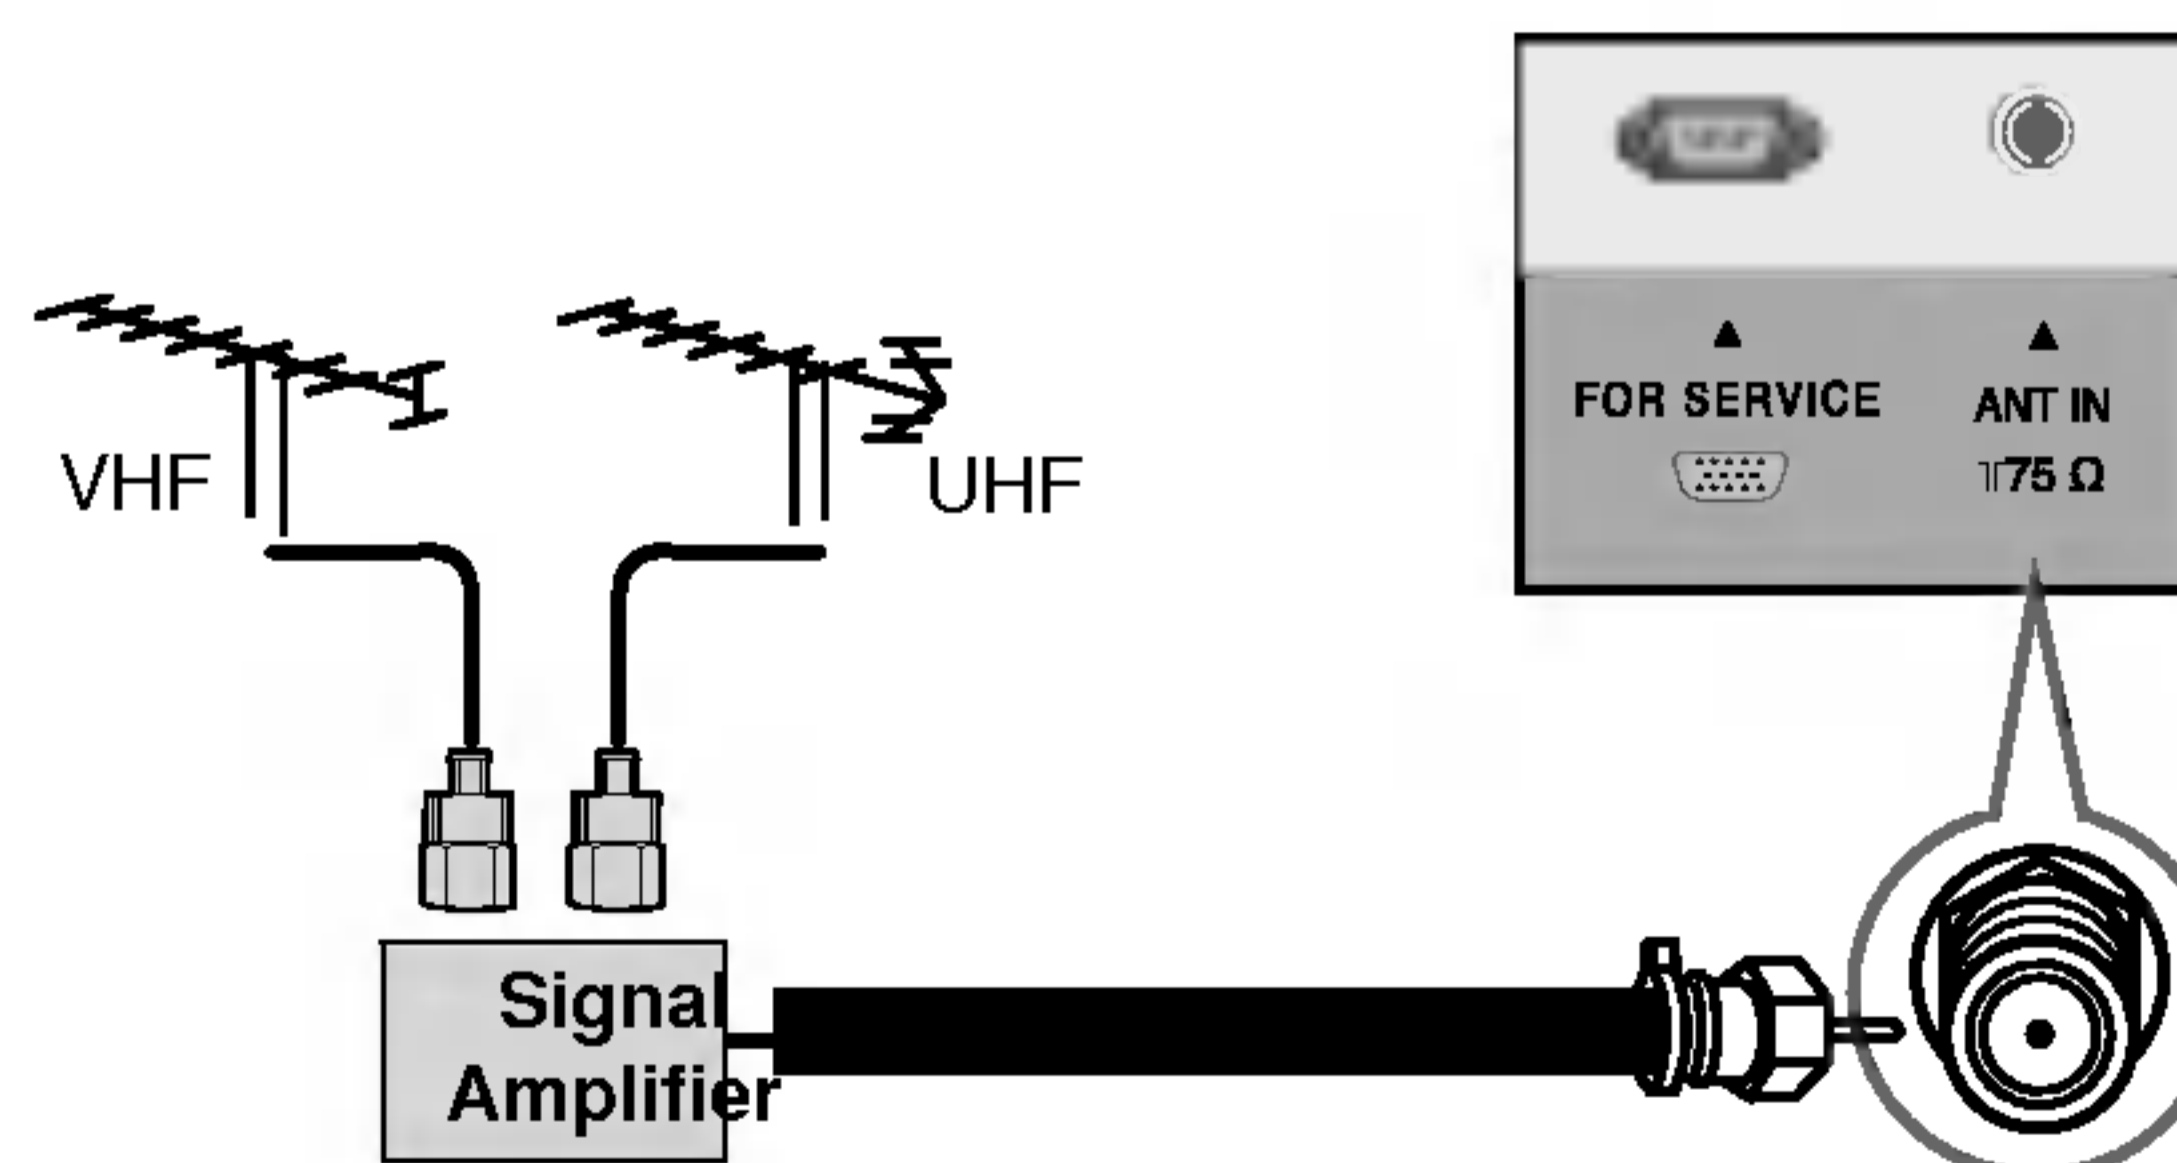 VHF
UHF
Signal
Amplifier
FOR SERVICE
ANT IN
75 Ω